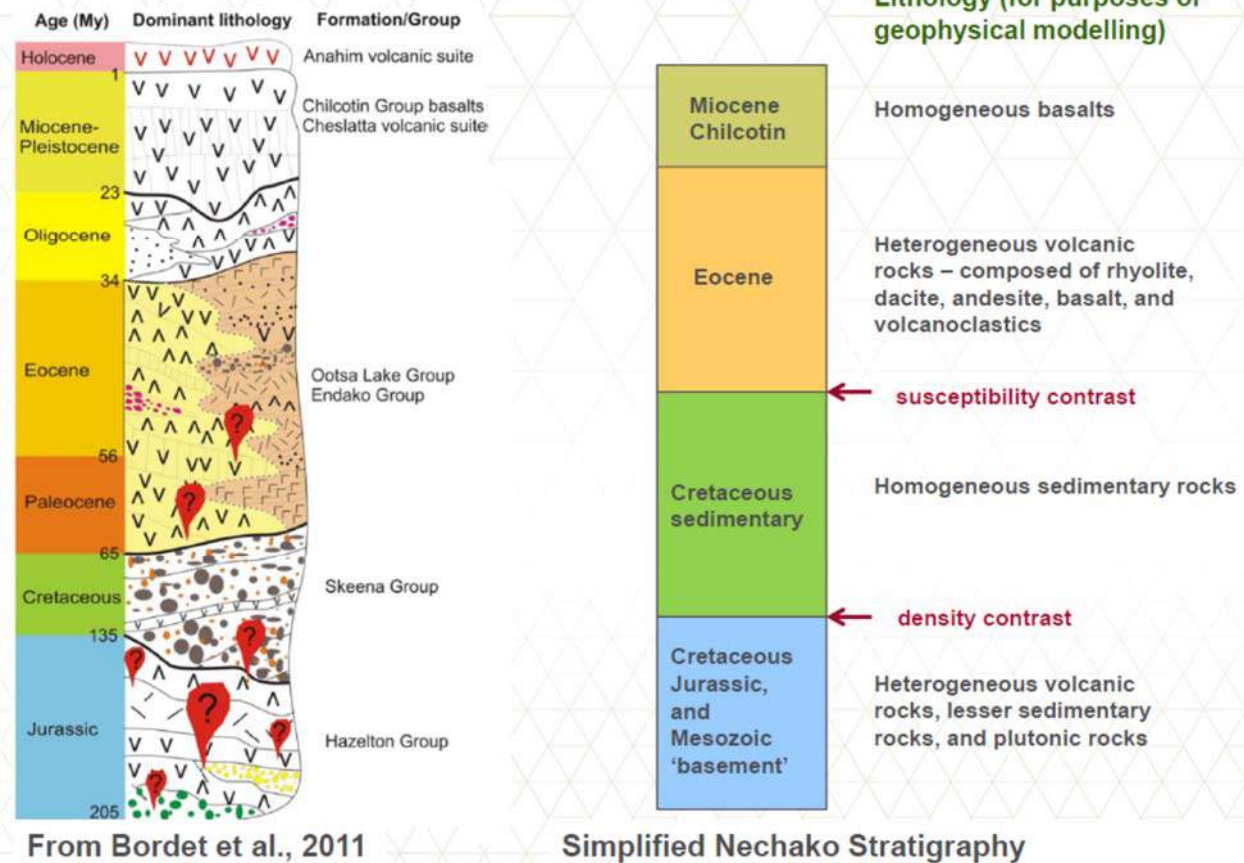 Age (My)
Dominant lithology
Formation/Group
Holocene
Anahim volcanic suite
1
Miocene-
Pleistocene
Chilcotin Group basalts
Cheslatta volcanic suite
23
Oligocene
34
Eocene
Ootsa Lake Group
Endako Group
?
56
Paleocene
?
65
Cretaceous
Skeena Group
135
?
?
Jurassic
?
?
Hazelton Group
?
205
From Bordet et al., 2011
Lithology (for purposes of
geophysical modelling)
Miocene
Chilcotin
Homogeneous basalts
Eocene
Heterogeneous volcanic
rocks – composed of rhyolite,
dacite, andesite, basalt, and
volcanoclastics
susceptibility contrast
Cretaceous
sedimentary
Homogeneous sedimentary rocks
density contrast
Cretaceous
Jurassic,
and
Mesozoic
‘basement’
Heterogeneous volcanic
rocks, lesser sedimentary
rocks, and plutonic rocks
Simplified Nechako Stratigraphy